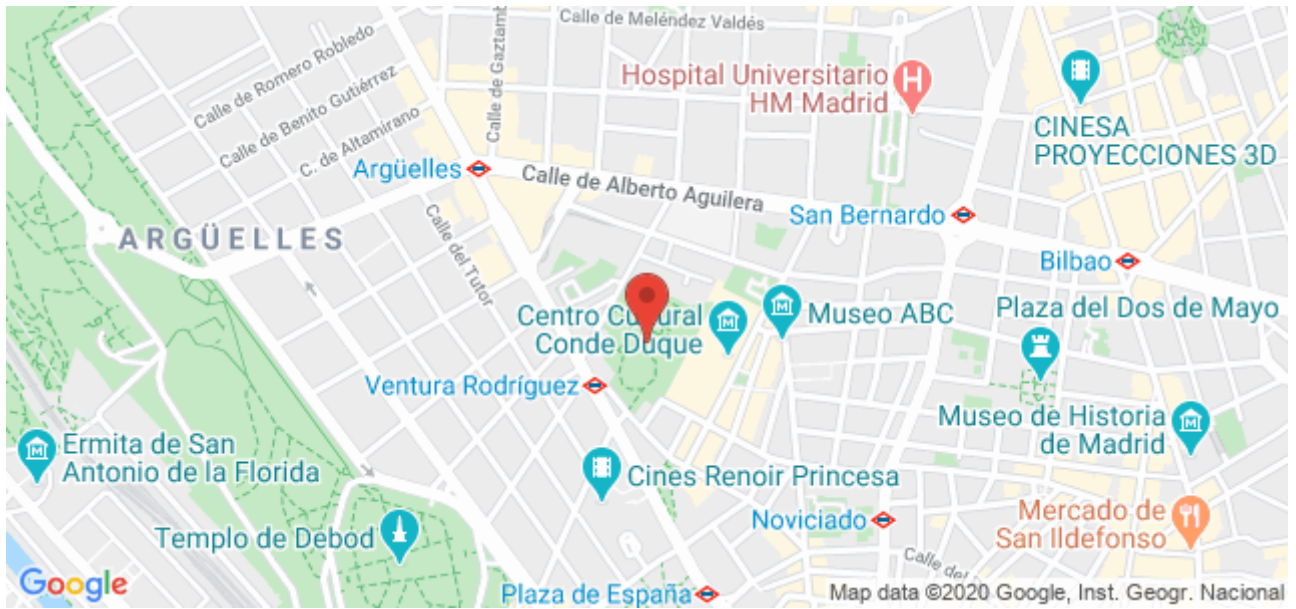 Calle de Meléndez Valdés
Calle de Romero Robledo
Calle de Gaztamb
Hospital Universitario
HM Madrid
Calle de Benito Gutiérrez
C. de Altamirano
CINESA
PROYECCIONES 3D
Argüelles
Calle de Alberto Aguilera
San Bernardo
ARGÜELLES
Calle del Tutor
Bilbao
Centro Cultural
Conde Duque
Museo ABC
Plaza del Dos de Mayo
Ventura Rodríguez
Museo de Historia
de Madrid
Ermita de San
Antonio de la Florida
Cines Renoir Princesa
Templo de Debod
Noviciado
Mercado de
San Ildefonso
Calle del
Google
Plaza de España
Map data ©2020 Google, Inst. Geogr. Nacional